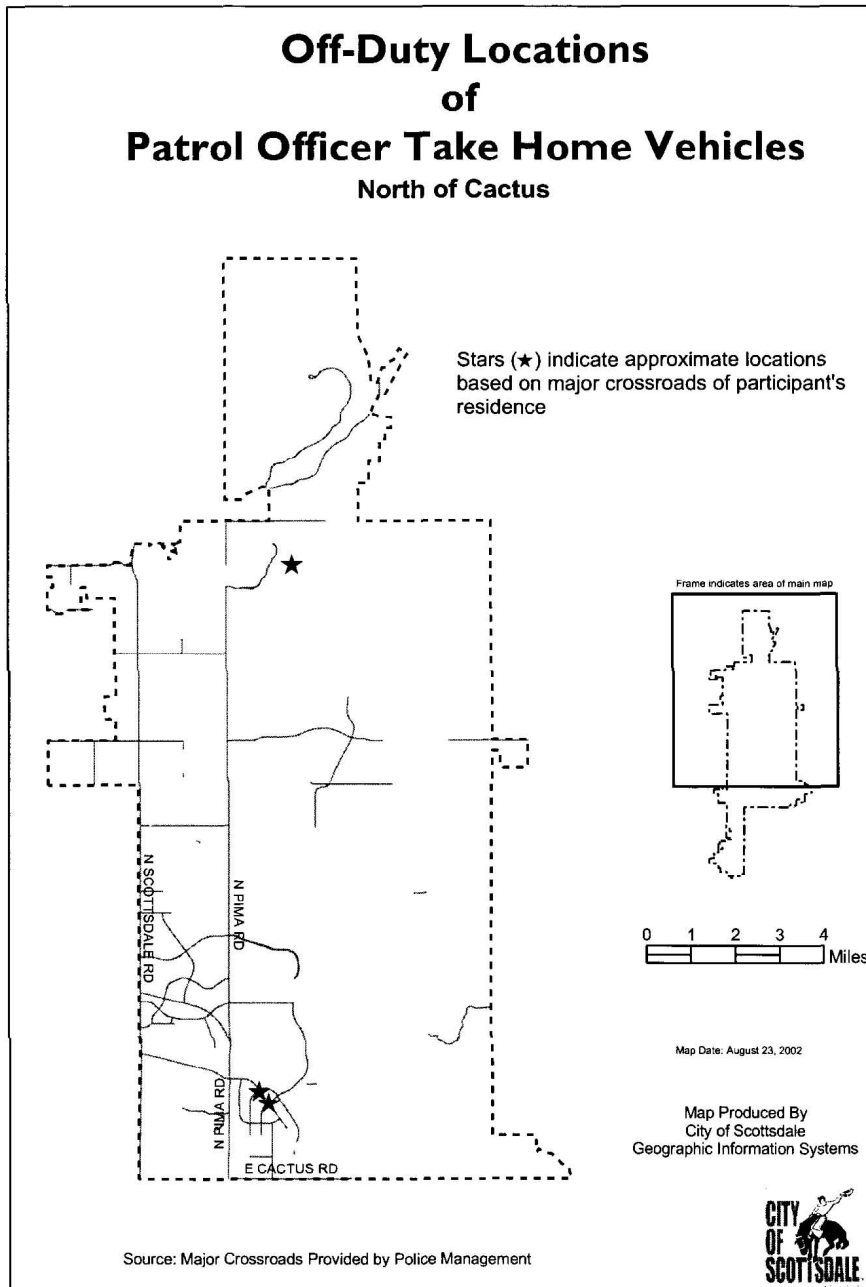 Off-Duty Locations
of
Patrol Officer Take Home Vehicles
North of Cactus
Stars (★) indicate approximate locations
based on major crossroads of participant's
residence
Frame indicates area of main map
N SCOTTSDALE RD
N PIMA RD
0 1 2 3 4
Miles
Map Date: August 23, 2002
N PIMA RD
E CACTUS RD
Map Produced By
City of Scottsdale
Geographic Information Systems
Source: Major Crossroads Provided by Police Management
CITY
OF
SCOTTSDALE